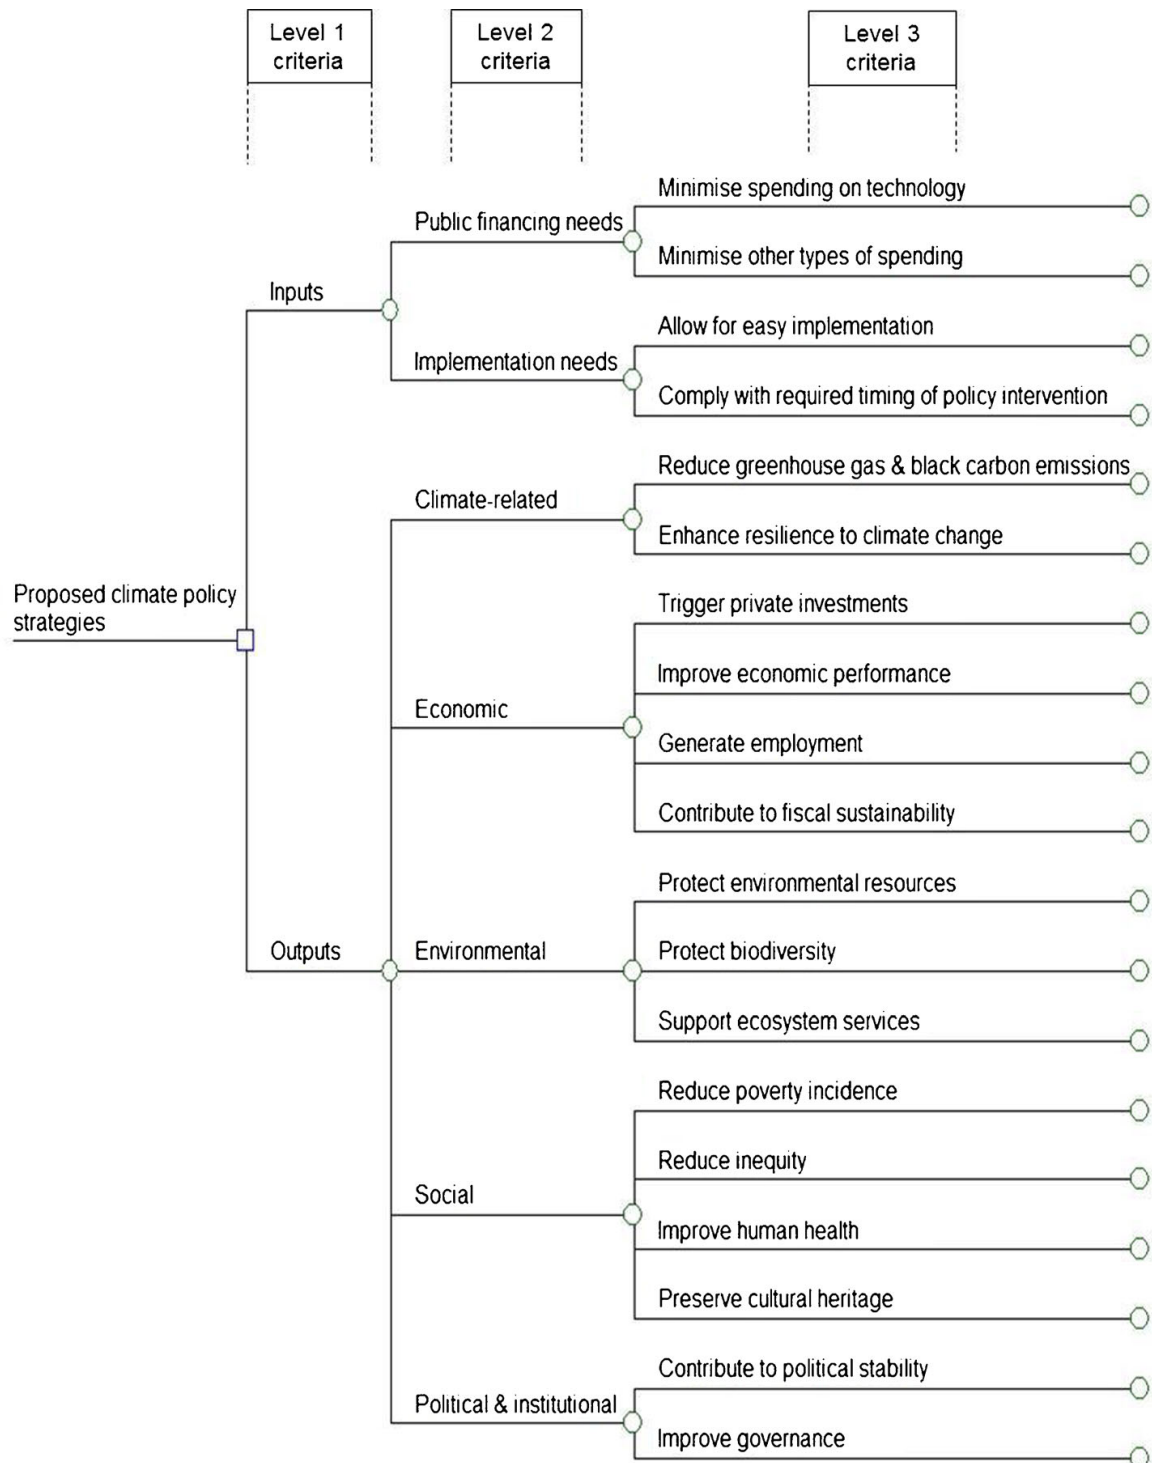 Level 1
criteria
Level 2
criteria
Level 3
criteria
Minimise spending on technology
Public financing needs
Minimise other types of spending
Inputs
Allow for easy implementation
Implementation needs
Comply with required timing of policy intervention
Reduce greenhouse gas & black carbon emissions
Climate-related
Enhance resilience to climate change
Proposed climate policy
strategies
Trigger private investments
Improve economic performance
Economic
Generate employment
Contribute to fiscal sustainability
Protect environmental resources
Outputs
Environmental
Protect biodiversity
Support ecosystem services
Reduce poverty incidence
Reduce inequity
Social
Improve human health
Preserve cultural heritage
Contribute to political stability
Political & institutional
Improve governance